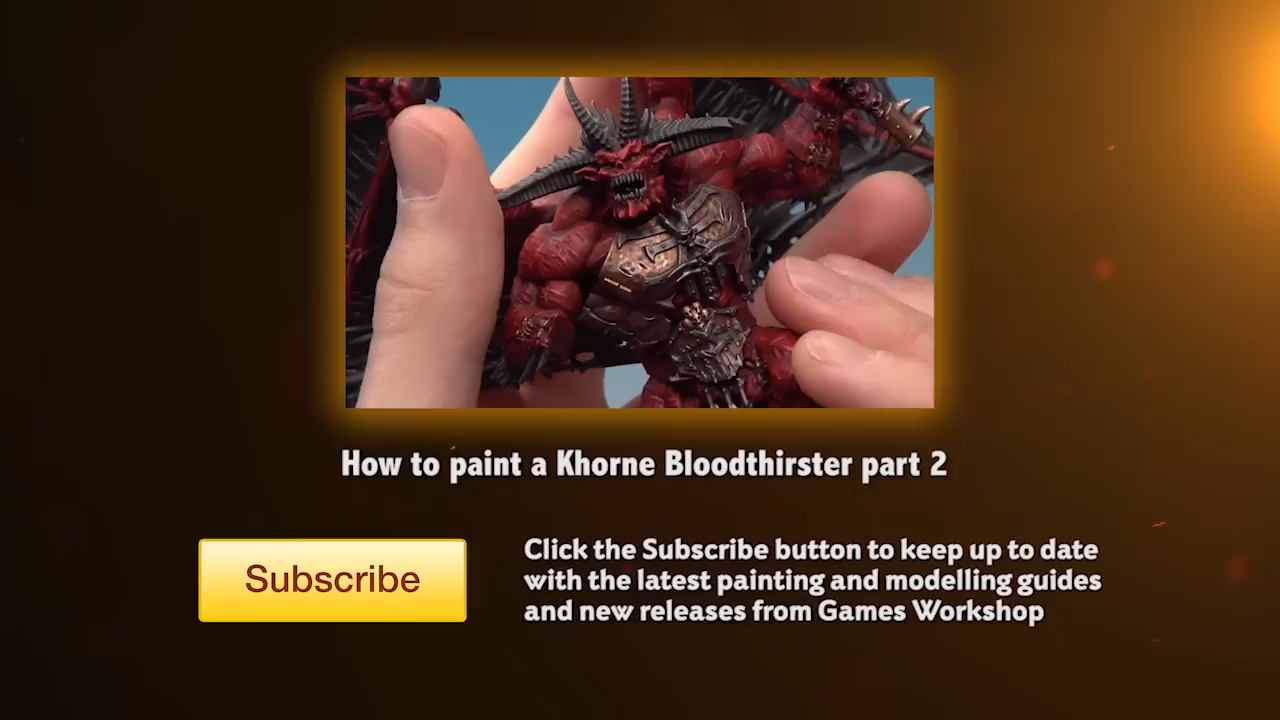 How to paint a Khorne Bloodthirster part 2
Subscribe
Click the Subscribe button to keep up to date
with the latest painting and modelling guides
and new releases from Games Workshop